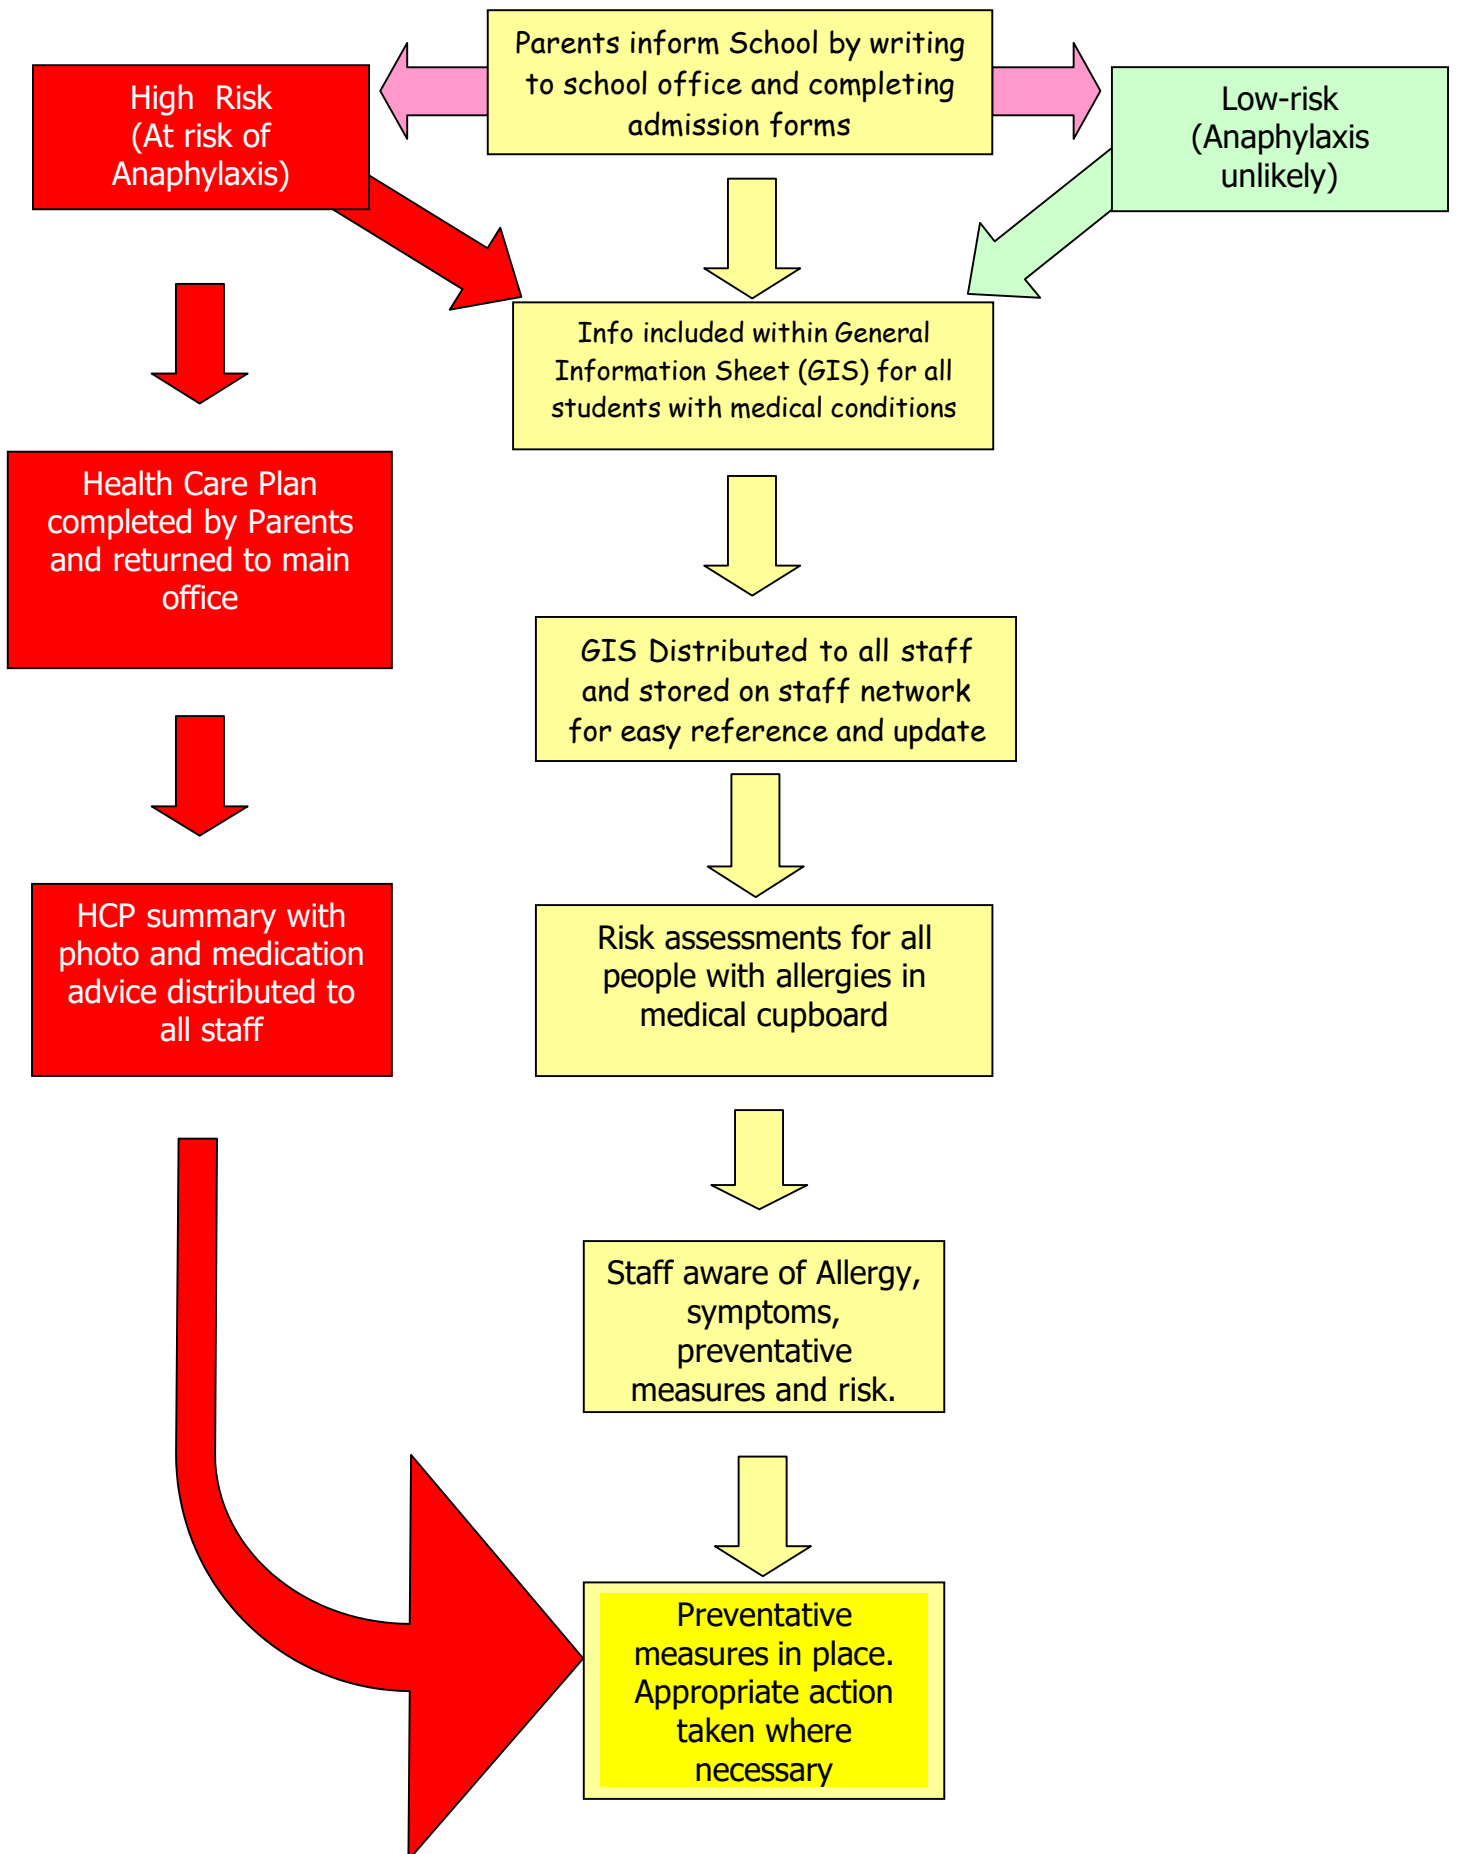 Parents inform School by writing
to school office and completing
admission forms
High  Risk
(At risk of
Anaphylaxis)
Low-risk
(Anaphylaxis
unlikely)
Info included within General
Information Sheet (GIS) for all
students with medical conditions
Health Care Plan
completed by Parents
and returned to main
office
GIS Distributed to all staff
and stored on staff network
for easy reference and update
HCP summary with
photo and medication
advice distributed to
all staff
Risk assessments for all
people with allergies in
medical cupboard
Staff aware of Allergy,
symptoms,
preventative
measures and risk.
Preventative
measures in place.
Appropriate action
taken where
necessary